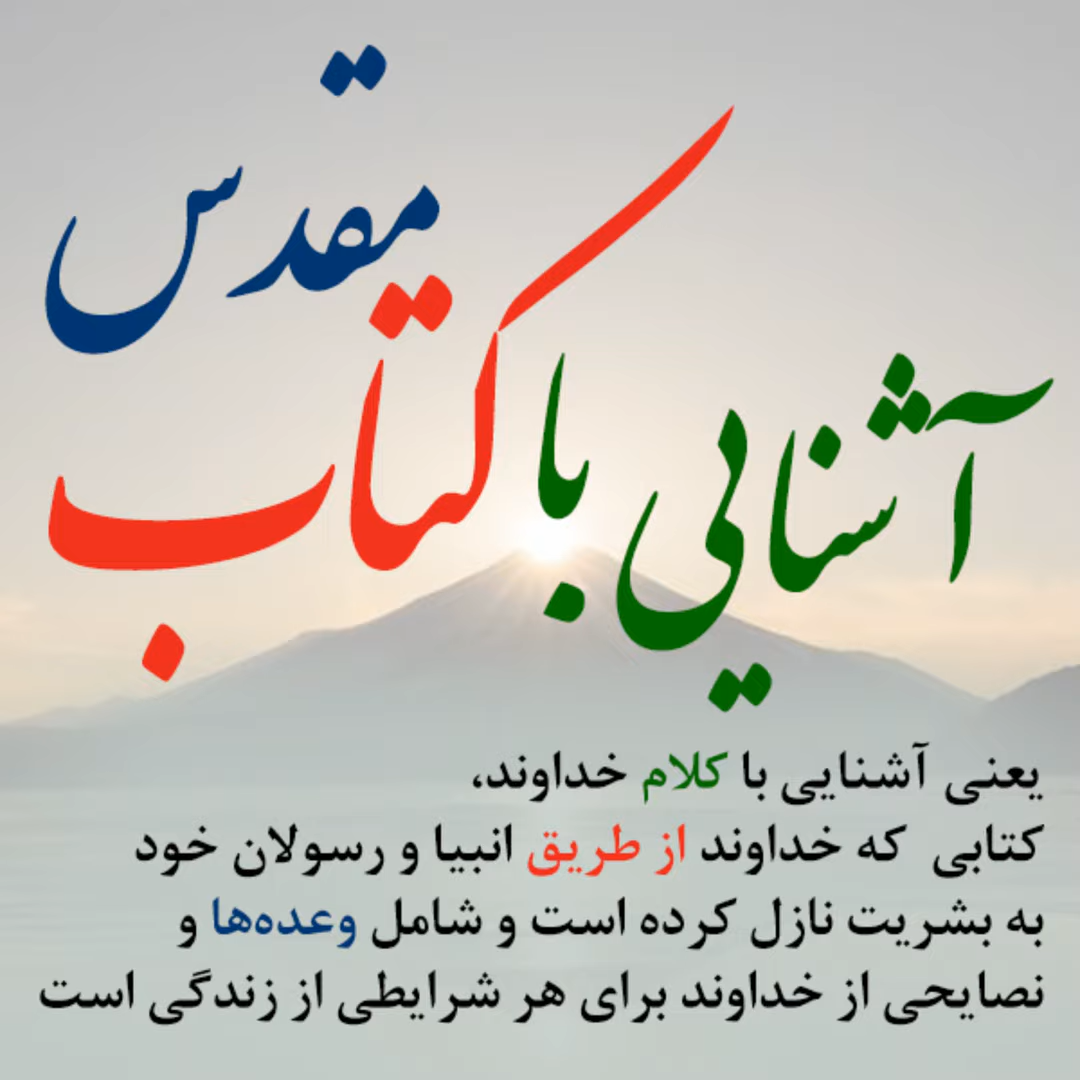 آشنایی با کتاب مقدس
یعنی آشنایی با کلام خداوند،
کتابی که خداوند از طریق انبیا و رسولان خود
به بشریت نازل کرده است و شامل وعده‌ها و
نصایحی از خداوند برای هر شرایطی از زندگی است